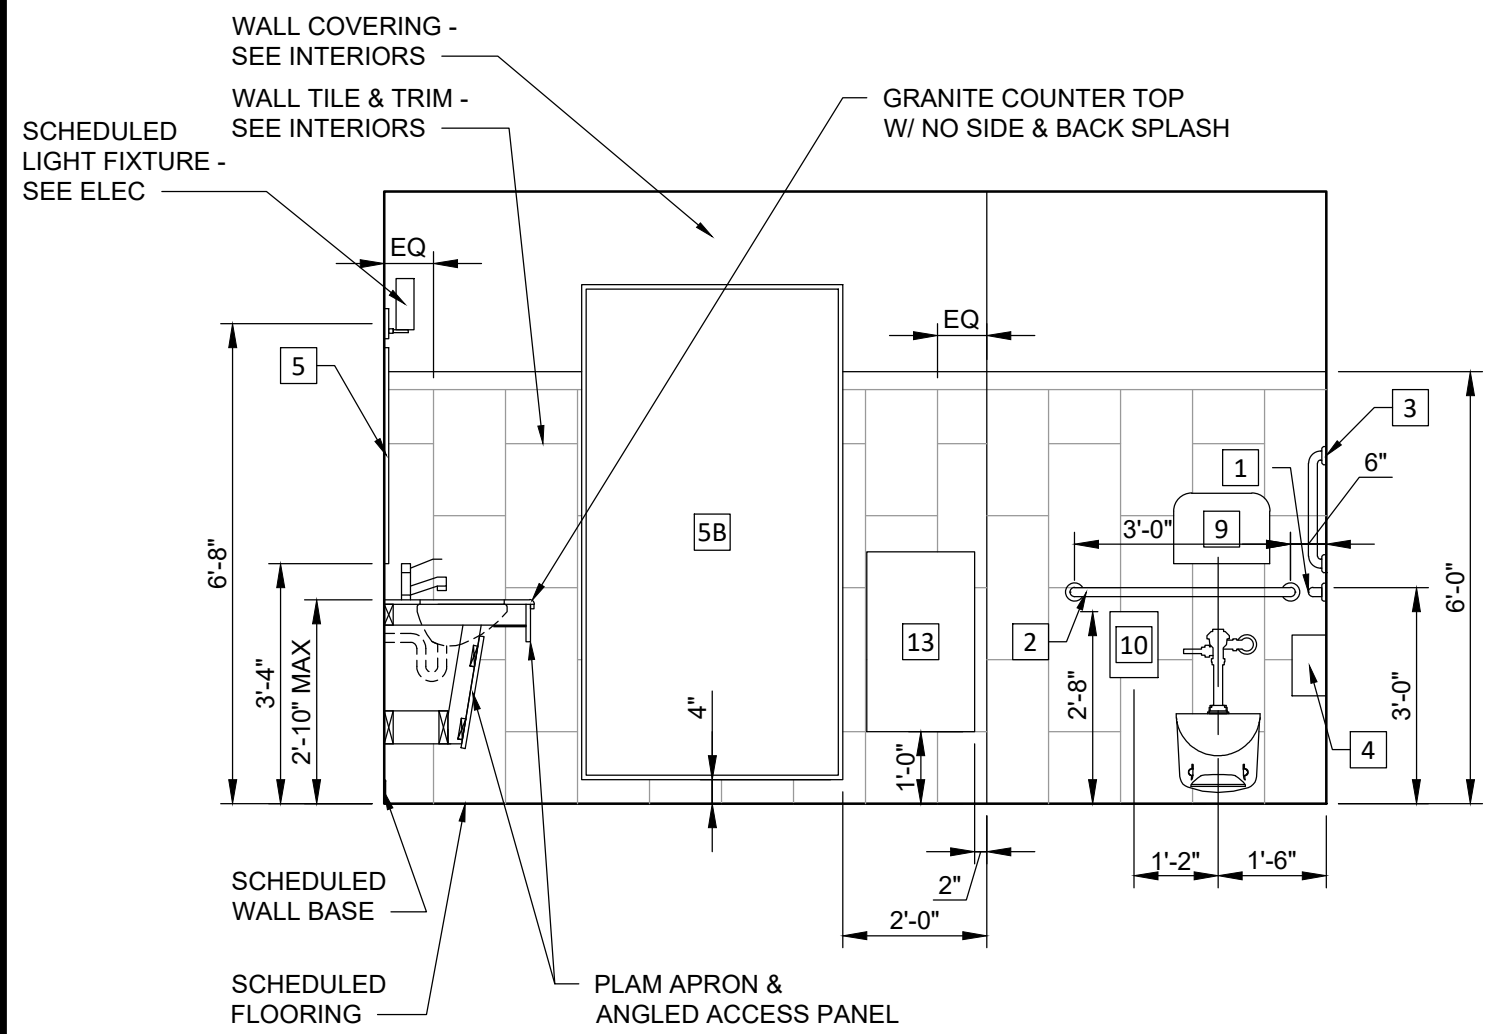 WALL COVERING -
SEE INTERIORS
WALL TILE & TRIM -
SEE INTERIORS
GRANITE COUNTER TOP
W/ NO SIDE & BACK SPLASH
SCHEDULED
LIGHT FIXTURE -
SEE ELEC
EQ
EQ
5
3
1
6"
5B
3'-0"
9
6'-8"
6'-0"
13
2
10
3'-4"
2'-10" MAX
4"
2'-8"
3'-0"
4
1'-0"
1'-2"
1'-6"
2"
2'-0"
SCHEDULED
WALL BASE
SCHEDULED
FLOORING
PLAM APRON &
ANGLED ACCESS PANEL